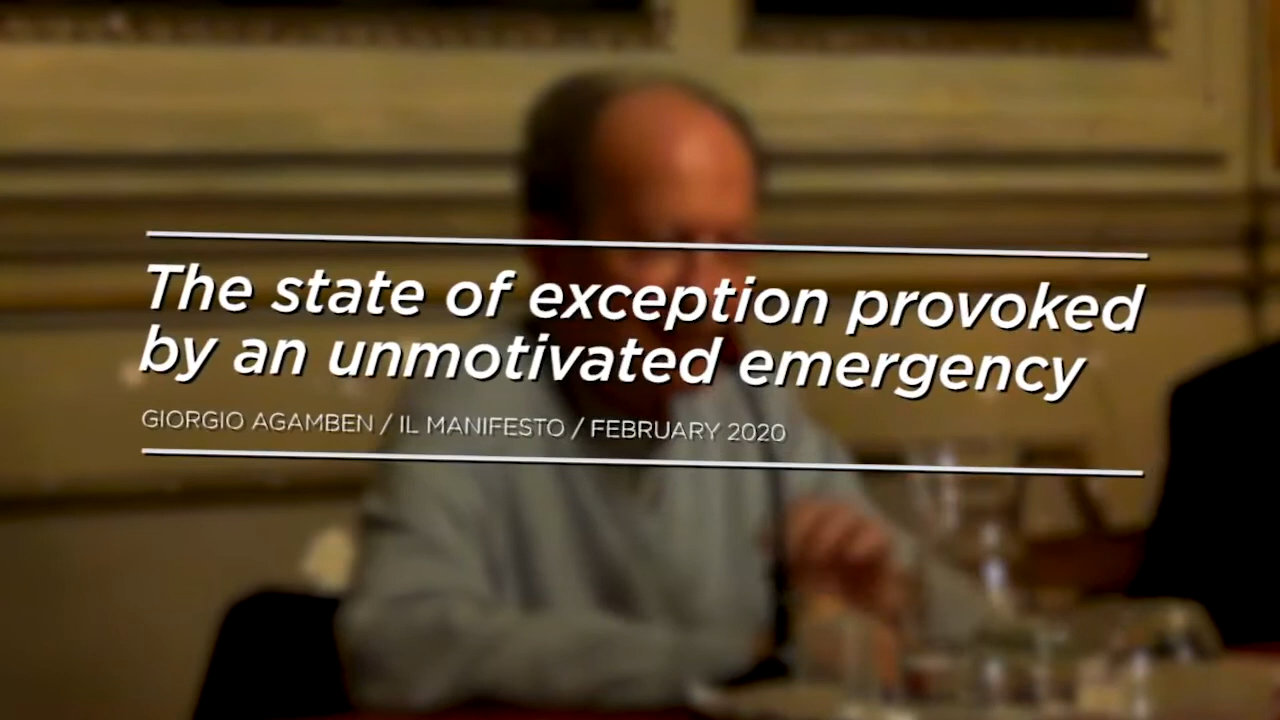 The state of exception provoked
by an unmotivated emergency
GIORGIO AGAMBEN / IL MANIFESTO / FEBRUARY 2020